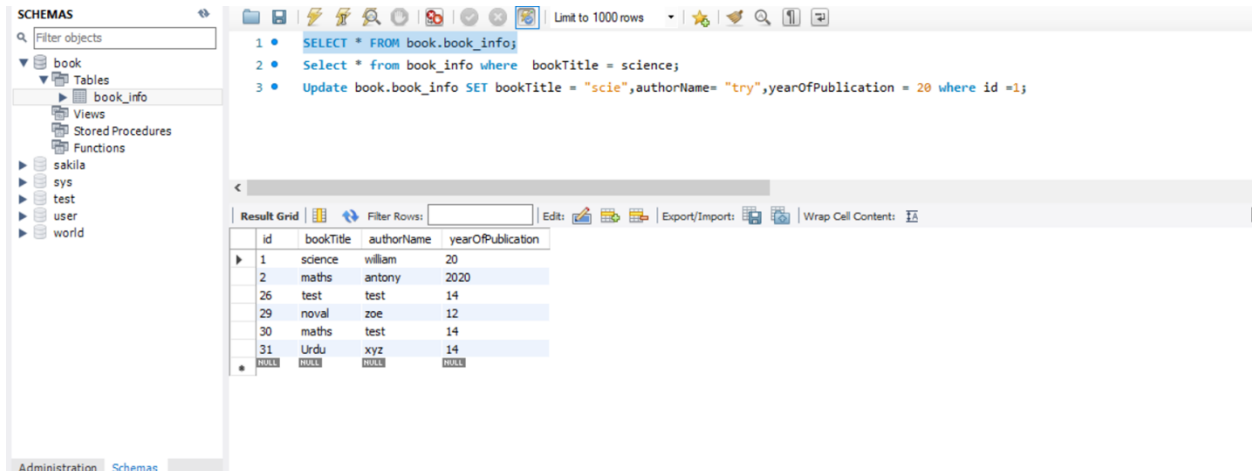 SCHEMAS
Filter objects
book
Tables
book_info
Views
Stored Procedures
Functions
sakila
sys
test
user
world
Administration Schemas
Limit to 1000 rows
1 SELECT * FROM book.book_info;
2 Select * from book_info where  bookTitle = science;
3 Update book.book_info SET bookTitle = "scie",authorName= "try",yearOfPublication = 20 where id =1;
Result Grid Filter Rows: Edit: Export/Import: Wrap Cell Content: IA
id bookTitle authorName yearOfPublication
1 science william 20
2 maths antony 2020
26 test test 14
29 noval zoe 12
30 maths test 14
31 Urdu xyz 14
NULL NULL NULL NULL